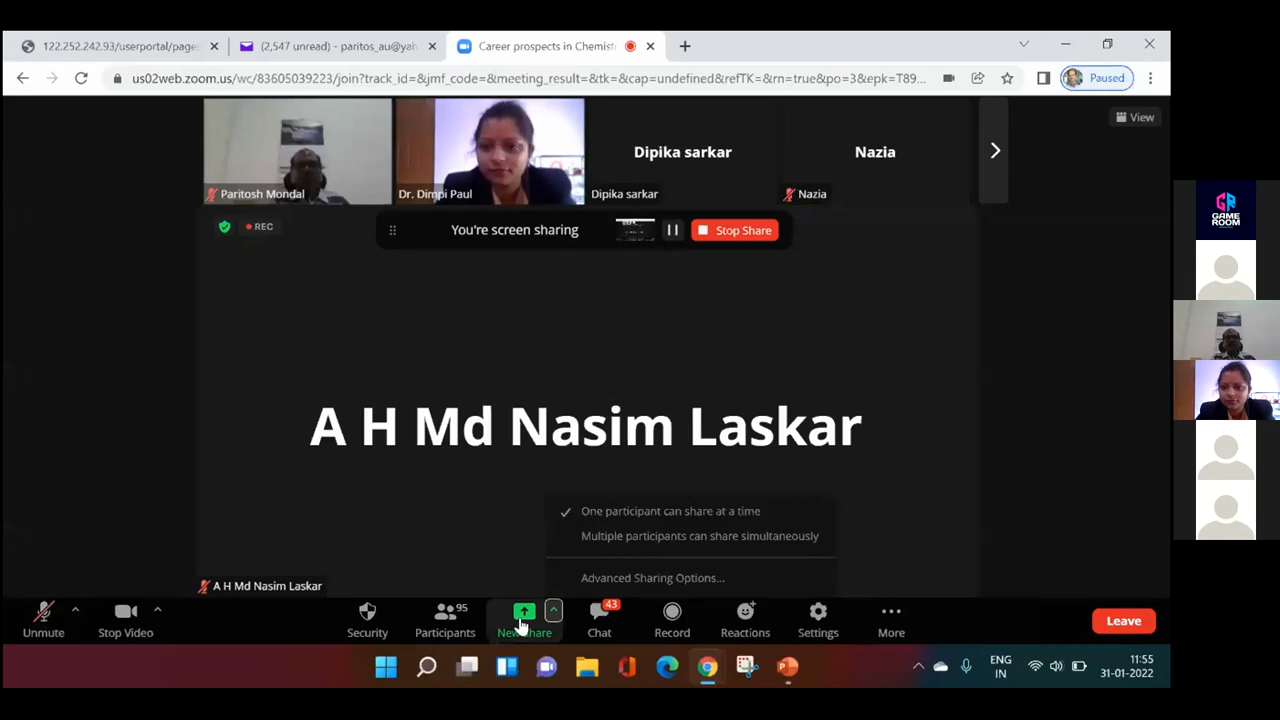 122.252.242.93/userportal/page
(2,547 unread) - paritos_au@yah
Career prospects in Chemist
us02web.zoom.us/wc/83605039223/join?track_id=&jmf_code=&meeting_result=&tk=&cap=undefined&refTK=&rn=true&po=3&epk=T89...
Paused
Paritosh Mondal
Dr. Dimpi Paul
Dipika sarkar
Dipika sarkar
Nazia
Nazia
View
REC
You're screen sharing
Stop Share
GAME
ROOM
A H Md Nasim Laskar
One participant can share at a time
Multiple participants can share simultaneously
Advanced Sharing Options...
A H Md Nasim Laskar
Unmute
Stop Video
Security
95
Participants
New Share
43
Chat
Record
Reactions
Settings
More
Leave
ENG
IN
11:55
31-01-2022